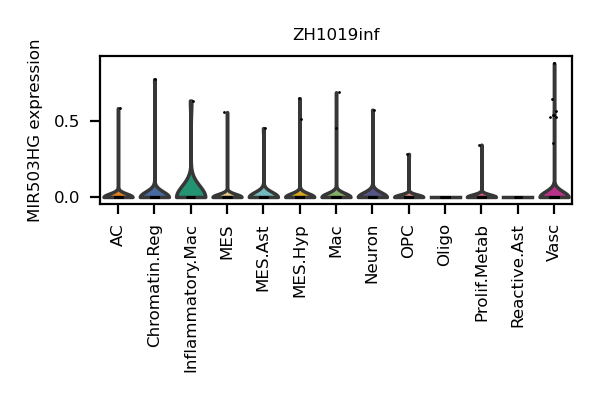 ZH1019inf
MIR503HG expression
0.5
0.0
AC
Chromatin.Reg
Inflammatory.Mac
MES
MES.Ast
MES.Hyp
Mac
Neuron
OPC
Oligo
Prolif.Metab
Reactive.Ast
Vasc